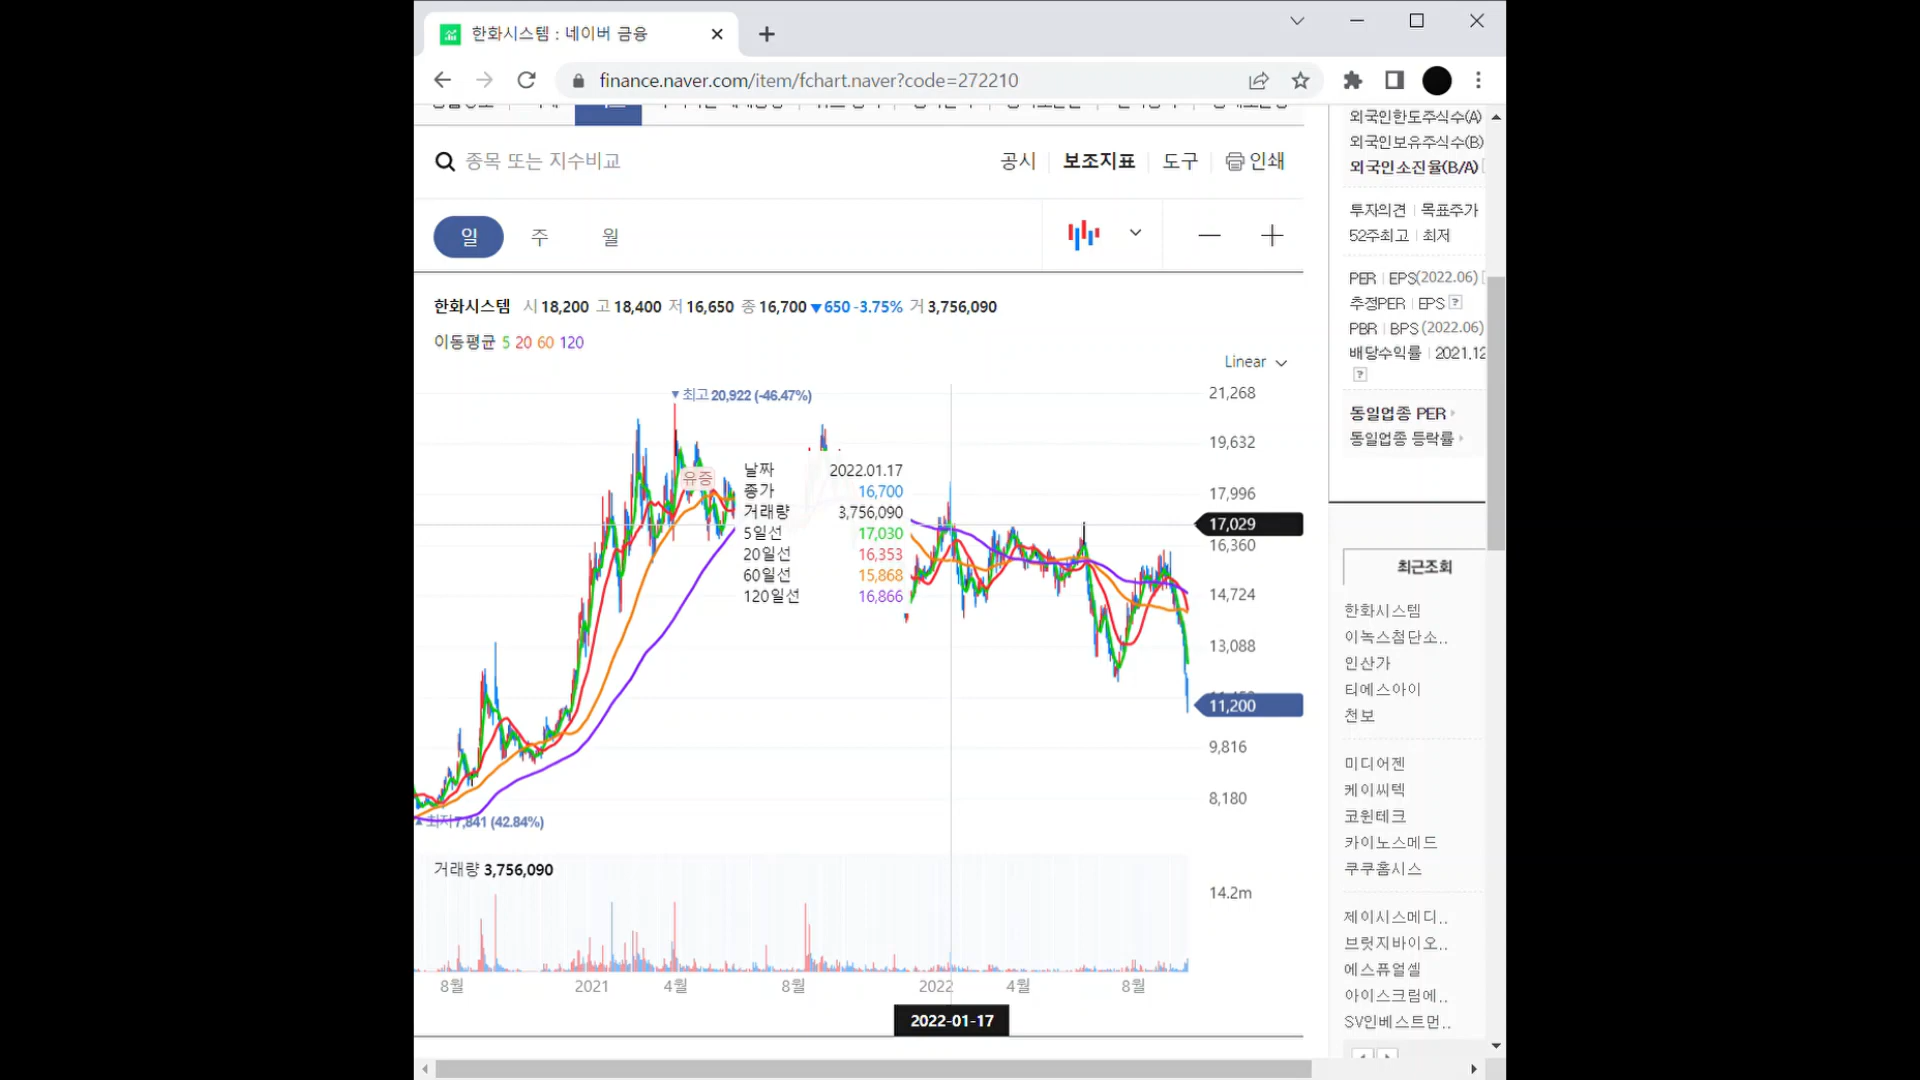 한화시스템 : 네이버 금융
finance.naver.com/item/fchart.naver?code=272210
종목 또는 지수비교
공시 보조지표 도구 인쇄
일 주 월
한화시스템 시 18,200 고 18,400 저 16,650 종 16,700 ▼650 -3.75% 거 3,756,090
이동평균 5 20 60 120
Linear
▼최고 20,922 (-46.47%)
유증
날짜 2022.01.17
종가 16,700
거래량 3,756,090
5일선 17,030
20일선 16,353
60일선 15,868
120일선 16,866
21,268
19,632
17,996
17,029
16,360
14,724
13,088
11,200
9,816
8,180
▲최저 7,841 (42.84%)
거래량 3,756,090
14.2m
8월 2021 4월 8월 2022 4월 8월
2022-01-17
외국인한도주식수(A)
외국인보유주식수(B)
외국인소진율(B/A)
투자의견 | 목표주가
52주최고 | 최저
PER | EPS(2022.06)
추정PER | EPS ?
PBR | BPS (2022.06)
배당수익률 | 2021.12
?
동일업종 PER
동일업종 등락률
최근조회
한화시스템
이녹스첨단소..
인산가
티에스아이
천보
미디어젠
케이씨텍
코윈테크
카이노스메드
쿠쿠홈시스
제이시스메디..
브릿지바이오..
에스퓨얼셀
아이스크림에..
SV인베스트먼..